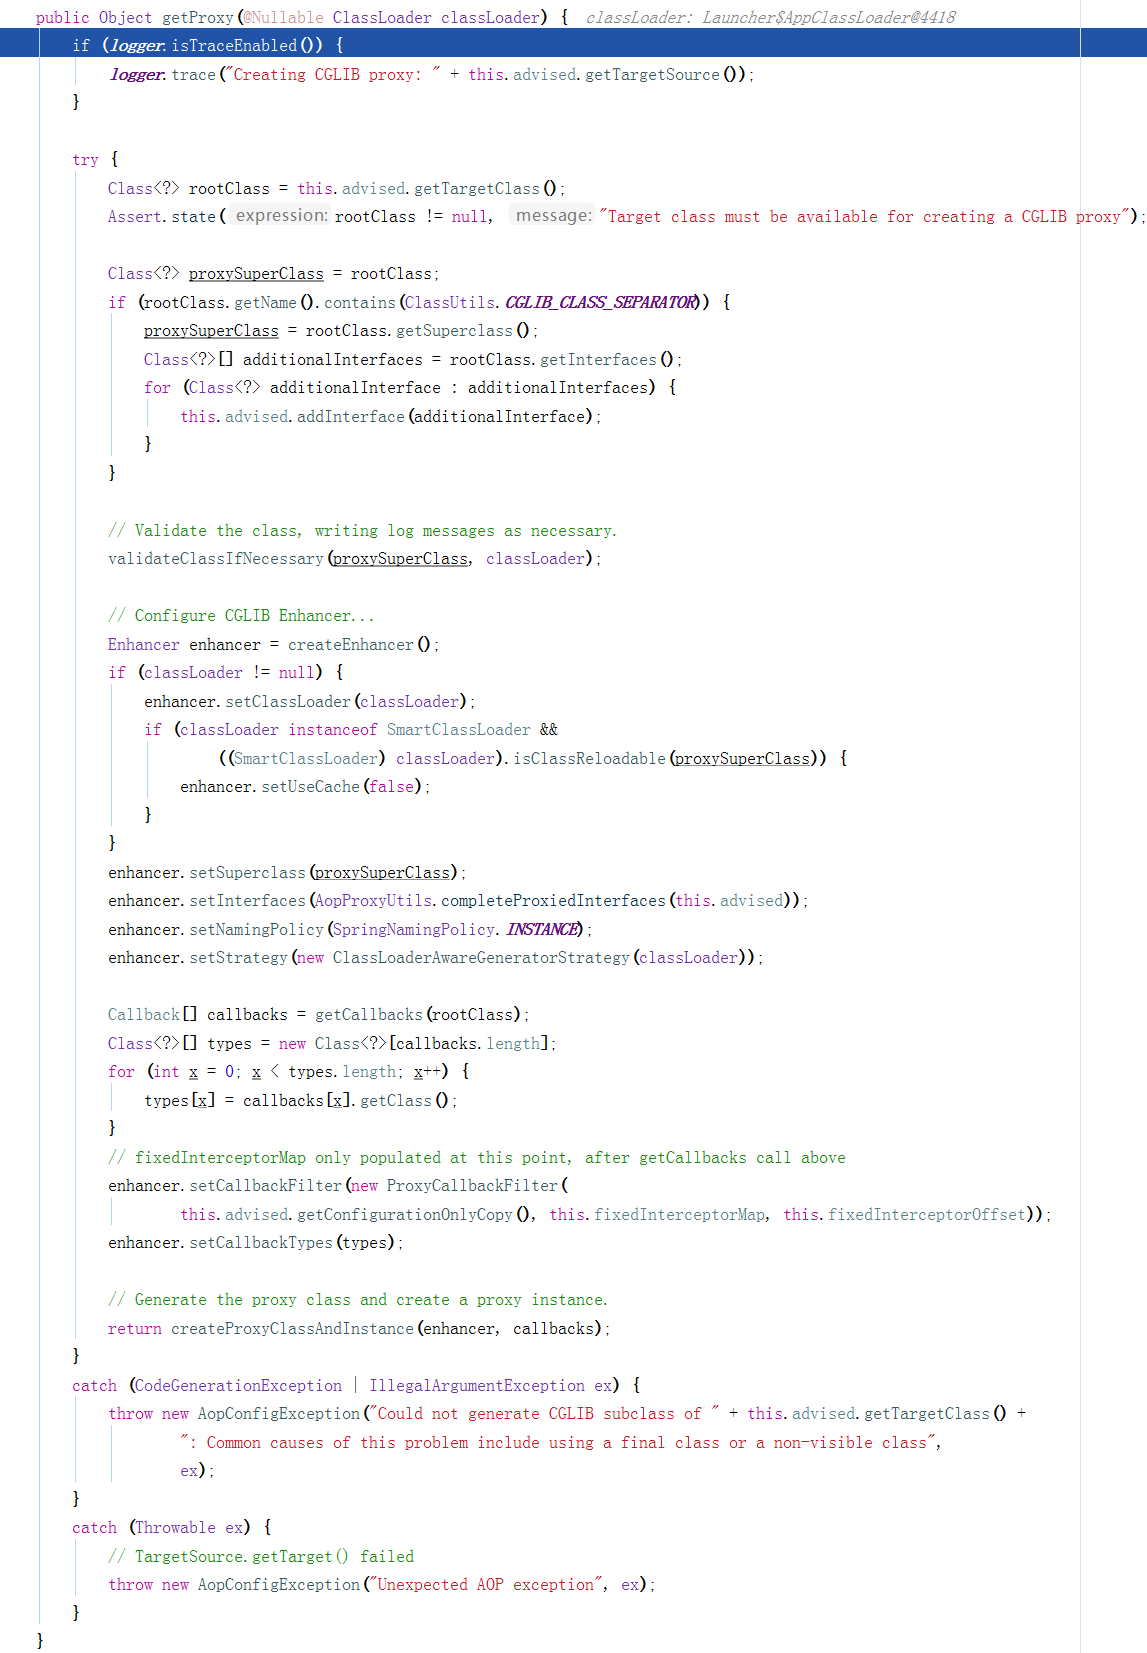 public Object getProxy(@Nullable ClassLoader classLoader) {  classLoader: Launcher$AppClassLoader@4418
    if (logger.isTraceEnabled()) {
        logger.trace("Creating CGLIB proxy: " + this.advised.getTargetSource());
    }

    try {
        Class<?> rootClass = this.advised.getTargetClass();
        Assert.state( expression: rootClass != null,  message: "Target class must be available for creating a CGLIB proxy");

        Class<?> proxySuperClass = rootClass;
        if (rootClass.getName().contains(ClassUtils.CGLIB_CLASS_SEPARATOR)) {
            proxySuperClass = rootClass.getSuperclass();
            Class<?>[] additionalInterfaces = rootClass.getInterfaces();
            for (Class<?> additionalInterface : additionalInterfaces) {
                this.advised.addInterface(additionalInterface);
            }
        }

        // Validate the class, writing log messages as necessary.
        validateClassIfNecessary(proxySuperClass, classLoader);

        // Configure CGLIB Enhancer...
        Enhancer enhancer = createEnhancer();
        if (classLoader != null) {
            enhancer.setClassLoader(classLoader);
            if (classLoader instanceof SmartClassLoader &&
                    ((SmartClassLoader) classLoader).isClassReloadable(proxySuperClass)) {
                enhancer.setUseCache(false);
            }
        }
        enhancer.setSuperclass(proxySuperClass);
        enhancer.setInterfaces(AopProxyUtils.completeProxiedInterfaces(this.advised));
        enhancer.setNamingPolicy(SpringNamingPolicy.INSTANCE);
        enhancer.setStrategy(new ClassLoaderAwareGeneratorStrategy(classLoader));

        Callback[] callbacks = getCallbacks(rootClass);
        Class<?>[] types = new Class<?>[callbacks.length];
        for (int x = 0; x < types.length; x++) {
            types[x] = callbacks[x].getClass();
        }
        // fixedInterceptorMap only populated at this point, after getCallbacks call above
        enhancer.setCallbackFilter(new ProxyCallbackFilter(
                this.advised.getConfigurationOnlyCopy(), this.fixedInterceptorMap, this.fixedInterceptorOffset));
        enhancer.setCallbackTypes(types);

        // Generate the proxy class and create a proxy instance.
        return createProxyClassAndInstance(enhancer, callbacks);
    }
    catch (CodeGenerationException | IllegalArgumentException ex) {
        throw new AopConfigException("Could not generate CGLIB subclass of " + this.advised.getTargetClass() +
                ": Common causes of this problem include using a final class or a non-visible class",
                ex);
    }
    catch (Throwable ex) {
        // TargetSource.getTarget() failed
        throw new AopConfigException("Unexpected AOP exception", ex);
    }
}